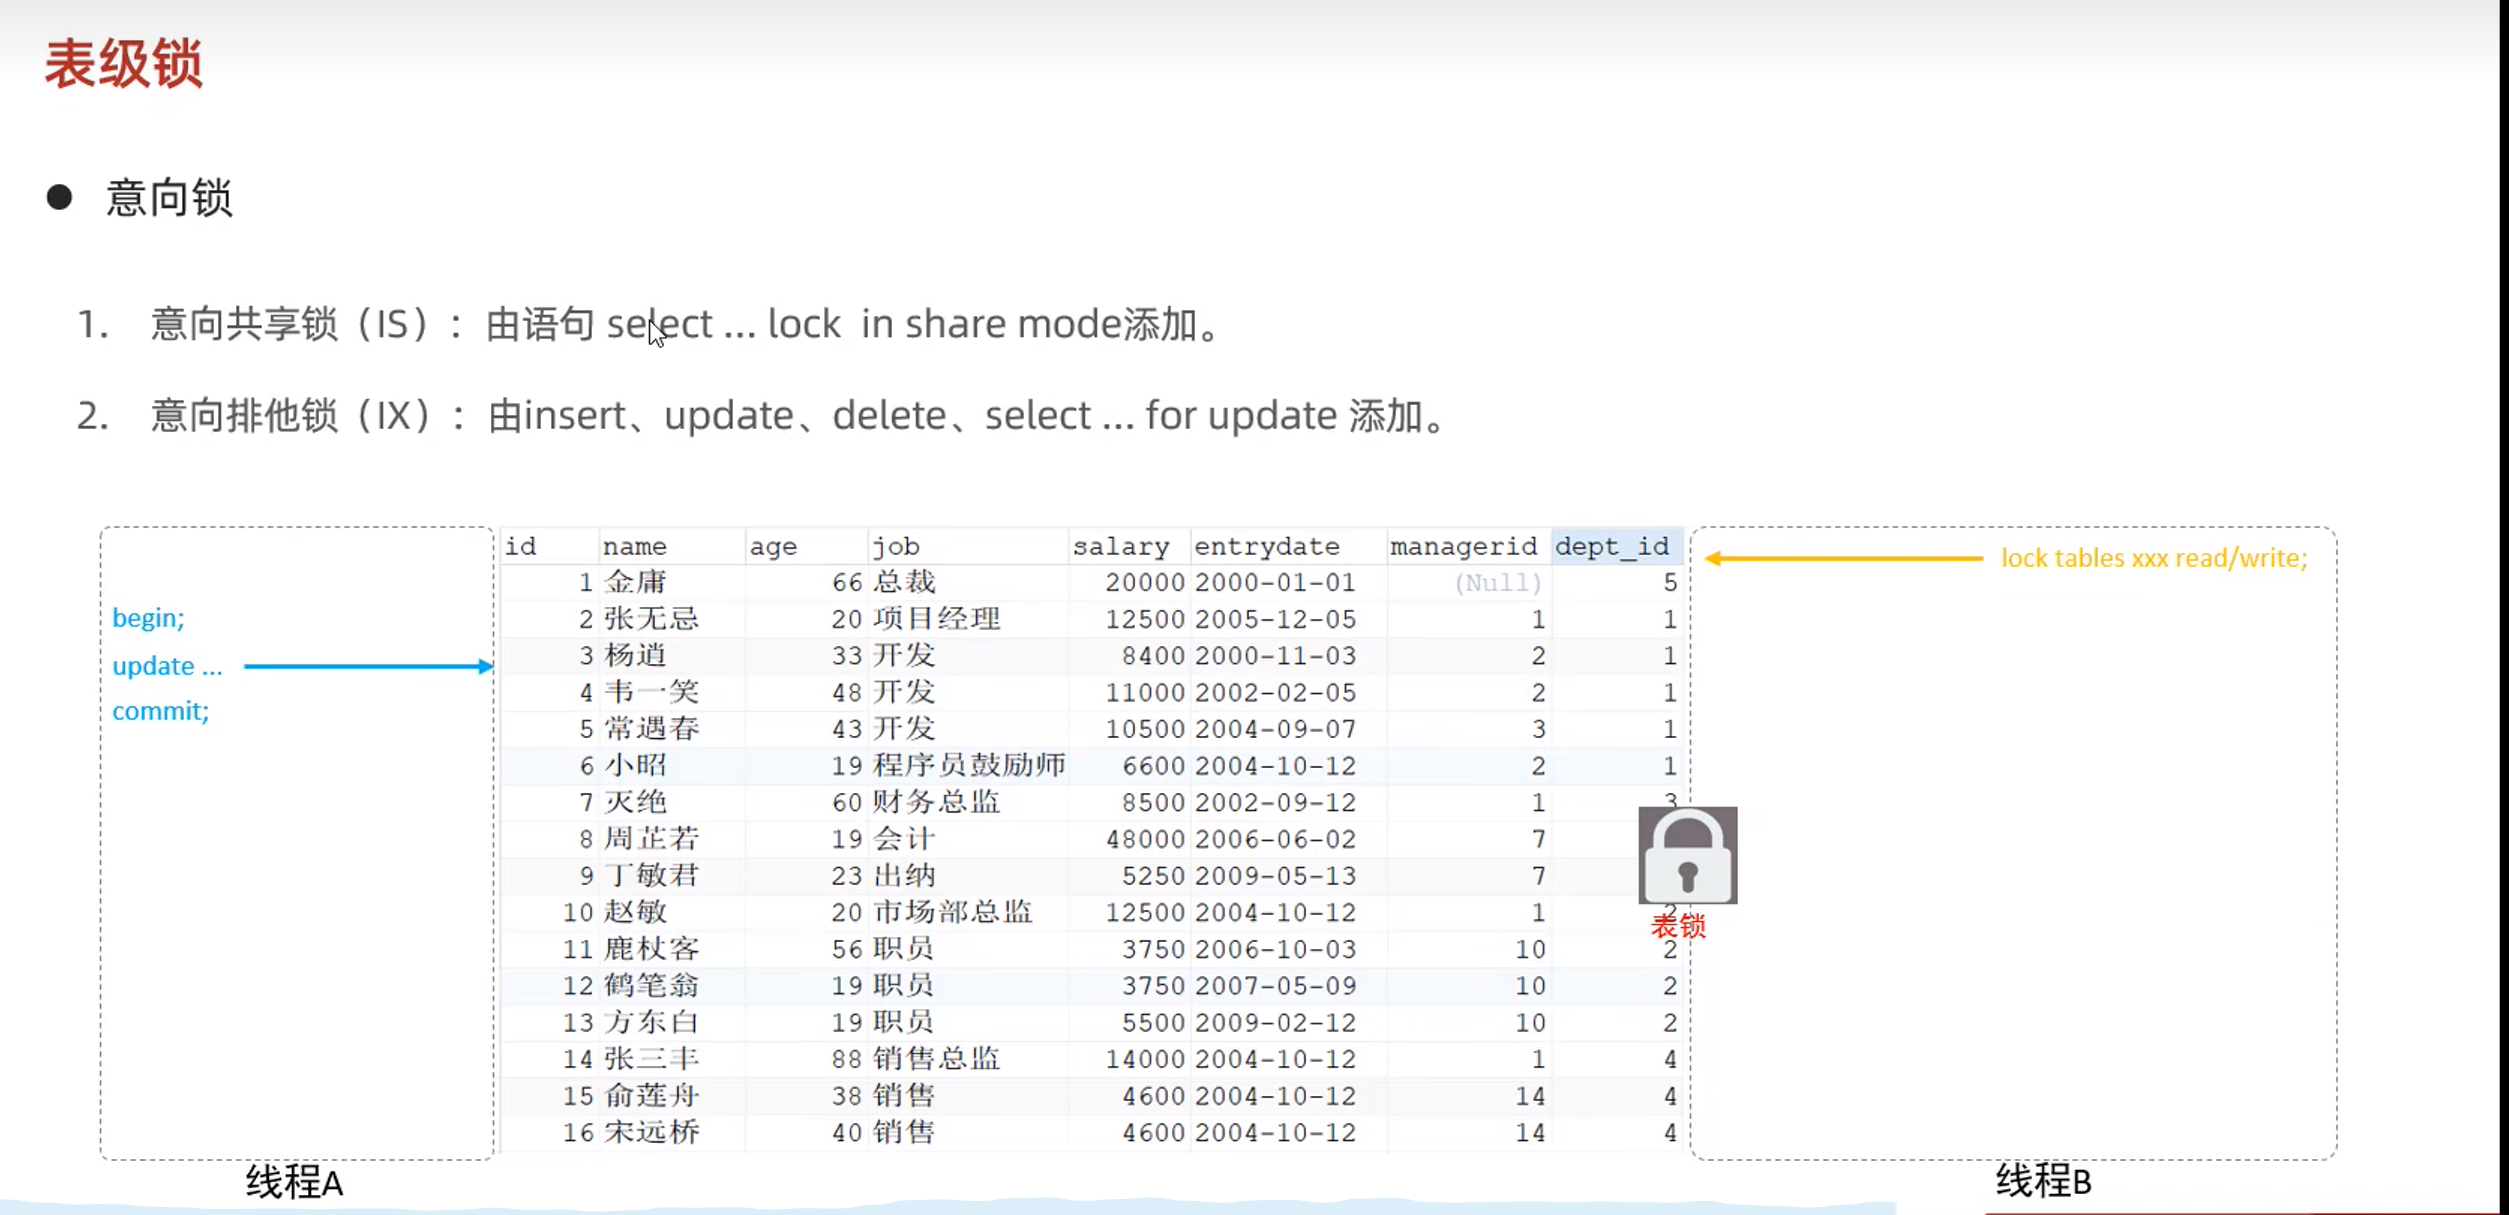 表级锁
● 意向锁
1. 意向共享锁（IS）：由语句 select ... lock in share mode添加。
2. 意向排他锁（IX）：由insert、update、delete、select ... for update 添加。
begin;
update ...
commit;
线程A
id name age job salary entrydate managerid dept_id
1 金庸 66 总裁 20000 2000-01-01 (Null) 5
2 张无忌 20 项目经理 12500 2005-12-05 1 1
3 杨逍 33 开发 8400 2000-11-03 2 1
4 韦一笑 48 开发 11000 2002-02-05 2 1
5 常遇春 43 开发 10500 2004-09-07 3 1
6 小昭 19 程序员鼓励师 6600 2004-10-12 2 1
7 灭绝 60 财务总监 8500 2002-09-12 1 3
8 周芷若 19 会计 48000 2006-06-02 7
9 丁敏君 23 出纳 5250 2009-05-13 7
10 赵敏 20 市场部总监 12500 2004-10-12 1 2
11 鹿杖客 56 职员 3750 2006-10-03 10 2
12 鹤笔翁 19 职员 3750 2007-05-09 10 2
13 方东白 19 职员 5500 2009-02-12 10 2
14 张三丰 88 销售总监 14000 2004-10-12 1 4
15 俞莲舟 38 销售 4600 2004-10-12 14 4
16 宋远桥 40 销售 4600 2004-10-12 14 4
表锁
lock tables xxx read/write;
线程B